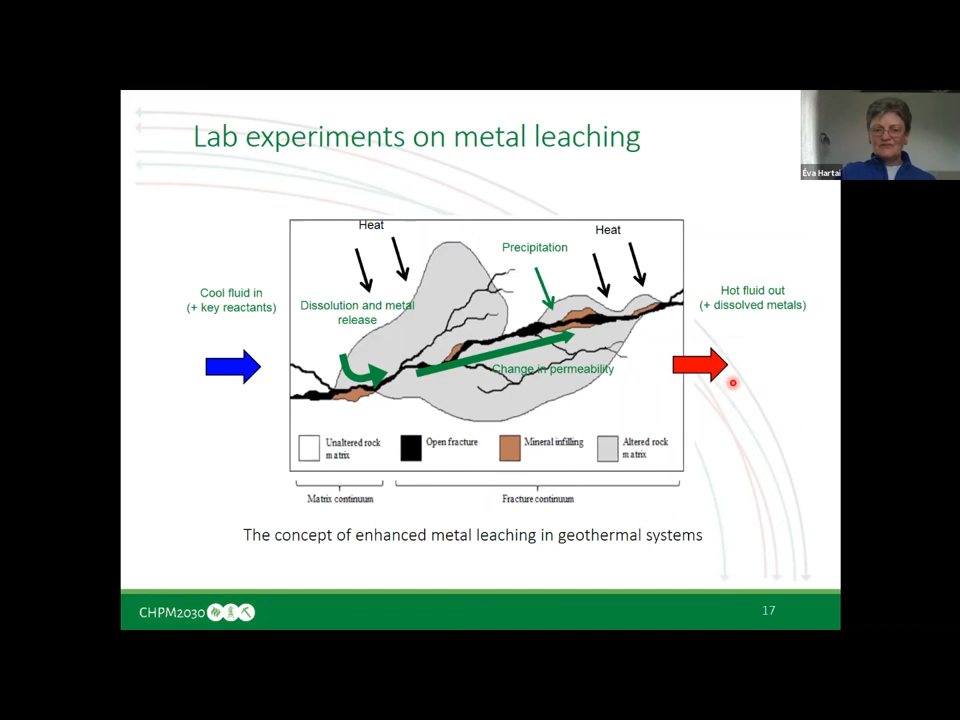 Lab experiments on metal leaching
Éva Hartai
Heat
Heat
Precipitation
Cool fluid in
(+ key reactants)
Dissolution and metal
release
Hot fluid out
(+ dissolved metals)
Change in permeability
Unaltered rock
matrix
Open fracture
Mineral infilling
Altered rock
matrix
Matrix continuum
Fracture continuum
The concept of enhanced metal leaching in geothermal systems
CHPM2030
17